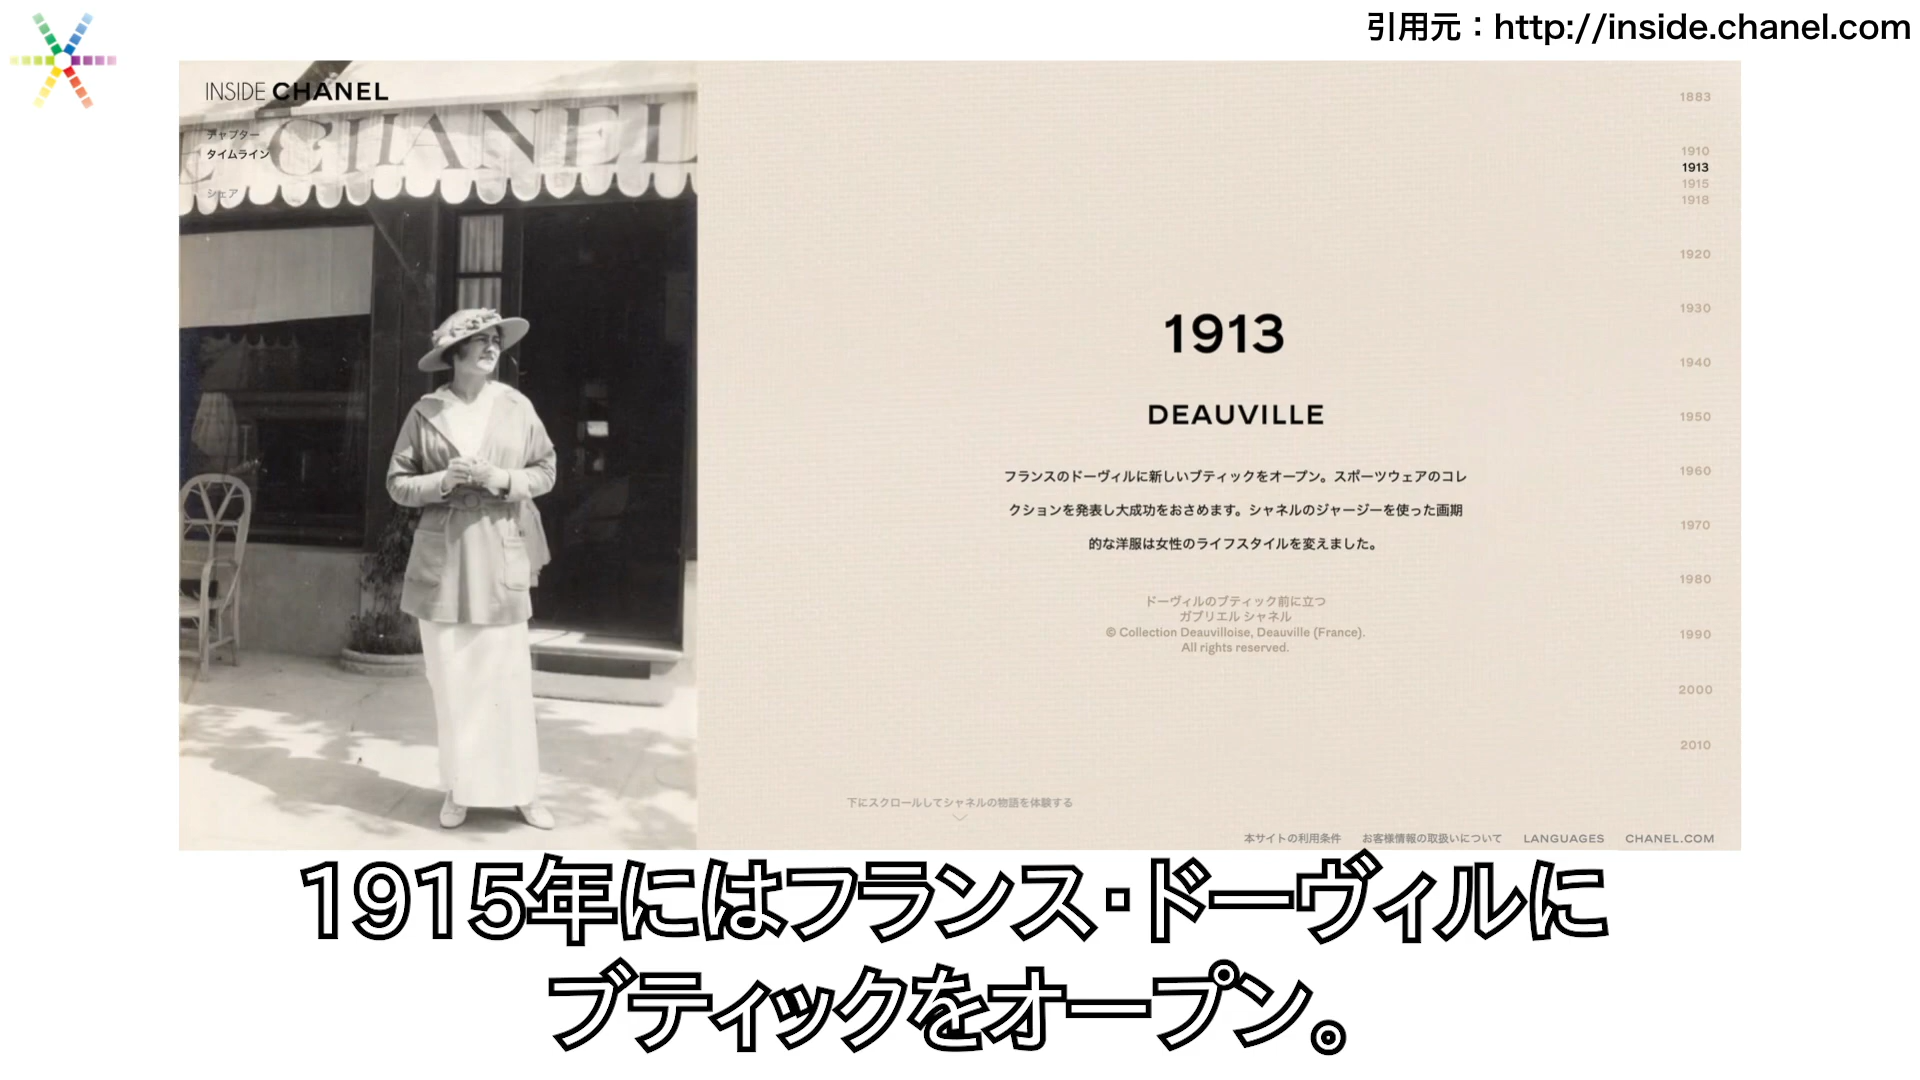 引用元：http://inside.chanel.com
INSIDE CHANEL
チャプター
タイムライン
シェア
CHANEL
1883
1910
1913
1915
1918
1920
1930
1940
1950
1960
1970
1980
1990
2000
2010
1913
DEAUVILLE
フランスのドーヴィルに新しいブティックをオープン。スポーツウェアのコレ
クションを発表し大成功をおさめます。シャネルのジャージーを使った画期
的な洋服は女性のライフスタイルを変えました。
ドーヴィルのブティック前に立つ
ガブリエル シャネル
© Collection Deauvilloise, Deauville (France).
All rights reserved.
下にスクロールしてシャネルの物語を体験する
本サイトの利用条件 お客様情報の取扱いについて LANGUAGES CHANEL.COM
1915年にはフランス・ドーヴィルに
ブティックをオープン。